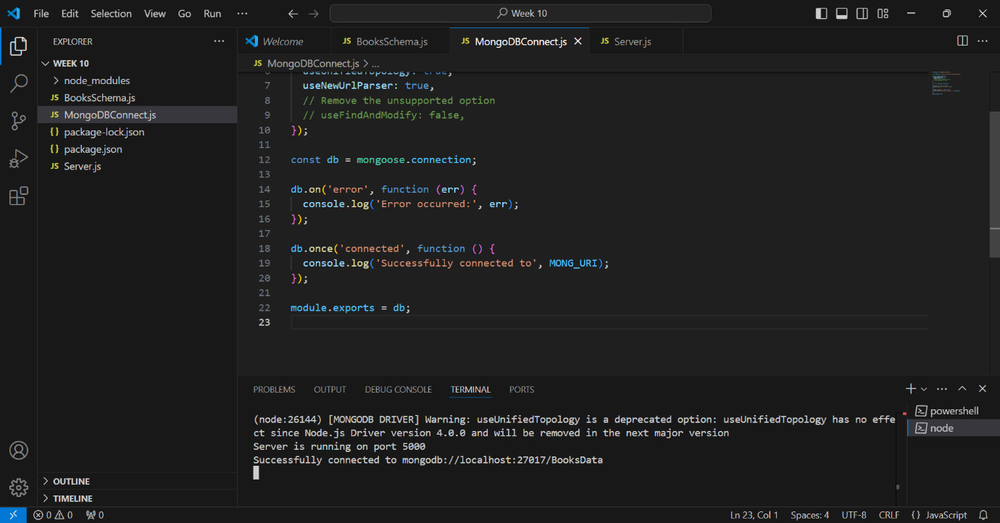 File Edit Selection View Go Run ··· Week 10
EXPLORER ···
WEEK 10
node_modules
JS BooksSchema.js
JS MongoDBConnect.js
{} package-lock.json
{} package.json
JS Server.js
OUTLINE
TIMELINE
Welcome JS BooksSchema.js JS MongoDBConnect.js JS Server.js
JS MongoDBConnect.js > ...
6 useUnifiedTopology: true,
7 useNewUrlParser: true,
8 // Remove the unsupported option
9 // useFindAndModify: false,
10 });
11
12 const db = mongoose.connection;
13
14 db.on('error', function (err) {
15 console.log('Error occurred:', err);
16 });
17
18 db.once('connected', function () {
19 console.log('Successfully connected to', MONG_URI);
20 });
21
22 module.exports = db;
23
PROBLEMS OUTPUT DEBUG CONSOLE TERMINAL PORTS
(node:26144) [MONGODB DRIVER] Warning: useUnifiedTopology is a deprecated option: useUnifiedTopology has no effe
ct since Node.js Driver version 4.0.0 and will be removed in the next major version
Server is running on port 5000
Successfully connected to mongodb://localhost:27017/BooksData
powershell
node
0 0 0 Ln 23, Col 1 Spaces: 4 UTF-8 CRLF {} JavaScript